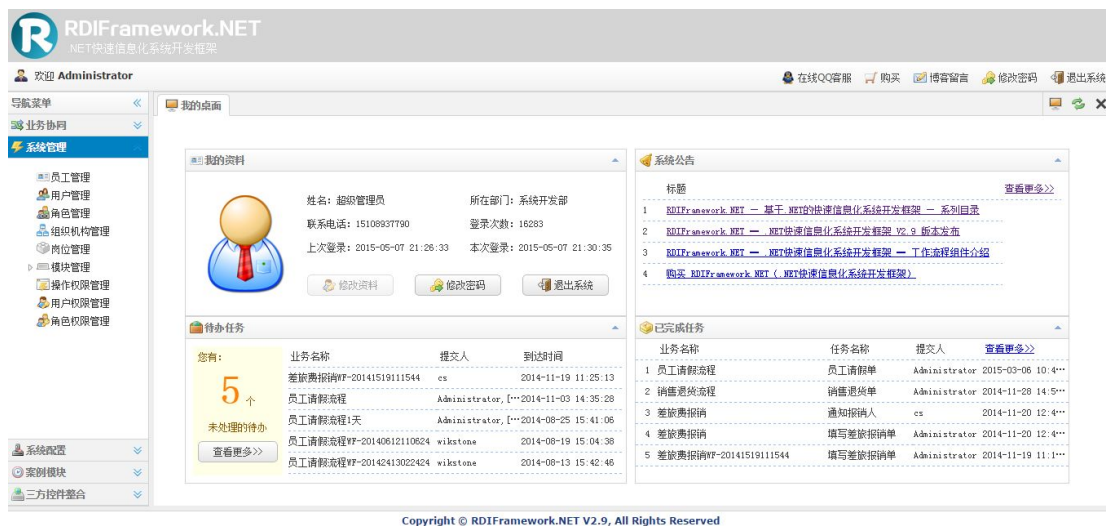 RDIFramework.NET
.NET快速信息化系统开发框架
欢迎 Administrator
在线QQ客服 购买 博客留言 修改密码 退出系统
导航菜单
我的桌面
业务协同
系统管理
员工管理
用户管理
角色管理
组织机构管理
岗位管理
模块管理
操作权限管理
用户权限管理
角色权限管理
系统配置
案例模块
三方控件整合
我的资料
姓名：超级管理员 所在部门：系统开发部
联系电话：15108937790 登录次数：16283
上次登录：2015-05-07 21:26:33 本次登录：2015-05-07 21:30:35
修改资料 修改密码 退出系统
系统公告
标题 查看更多>>
1 RDIFramework.NET — 基于.NET的快速信息化系统开发框架 — 系列目录
2 RDIFramework.NET — .NET快速信息化系统开发框架 V2.9 版本发布
3 RDIFramework.NET — .NET快速信息化系统开发框架 — 工作流程组件介绍
4 购买 RDIFramework.NET（.NET快速信息化系统开发框架）
待办任务
您有：
5 个
未处理的待办
查看更多>>
业务名称 提交人 到达时间
差旅费报销WF-20141519111544 cs 2014-11-19 11:25:13
员工请假流程 Administrator, […2014-11-03 14:35:28
员工请假流程1天 Administrator, […2014-08-25 15:41:06
员工请假流程WF-20140612110624 wikstone 2014-08-19 15:04:38
员工请假流程WF-20142413022424 wikstone 2014-08-13 15:42:46
已完成任务
业务名称 任务名称 提交人 查看更多>>
1 员工请假流程 员工请假单 Administrator 2015-03-06 10:4…
2 销售退货流程 销售退货单 Administrator 2014-11-28 14:5…
3 差旅费报销 通知报销人 cs 2014-11-20 12:4…
4 差旅费报销 填写差旅报销单 Administrator 2014-11-20 12:4…
5 差旅费报销WF-20141519111544 填写差旅报销单 Administrator 2014-11-19 11:1…
Copyright © RDIFramework.NET V2.9, All Rights Reserved